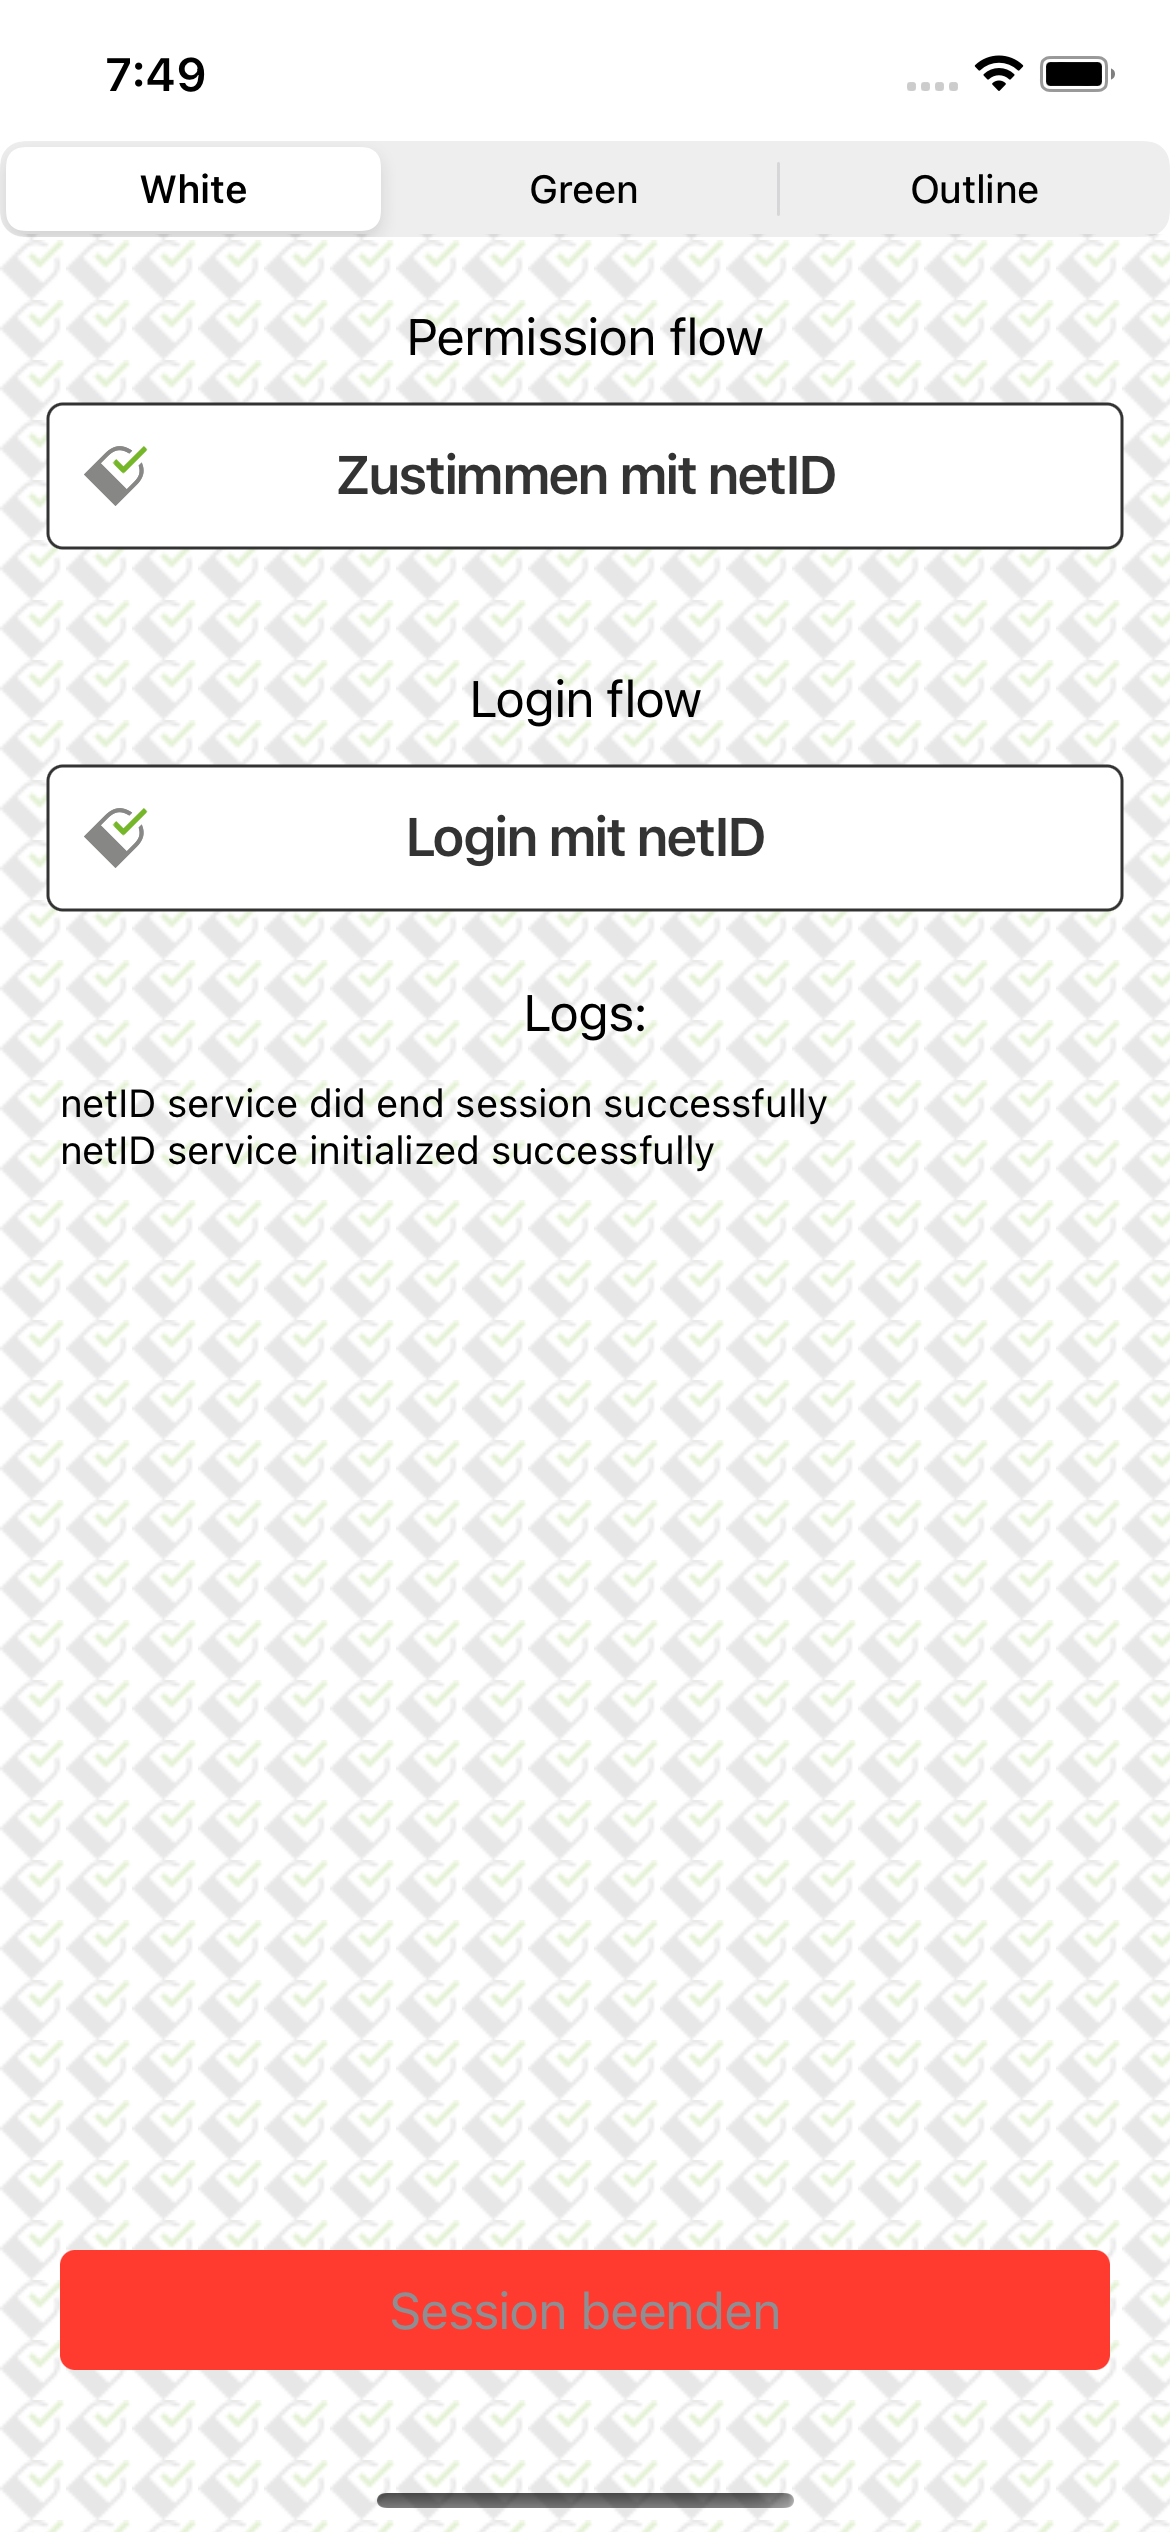 7:49
White
Green
Outline
Permission flow
Zustimmen mit netID
Login flow
Login mit netID
Logs:
netID service did end session successfully
netID service initialized successfully
Session beenden